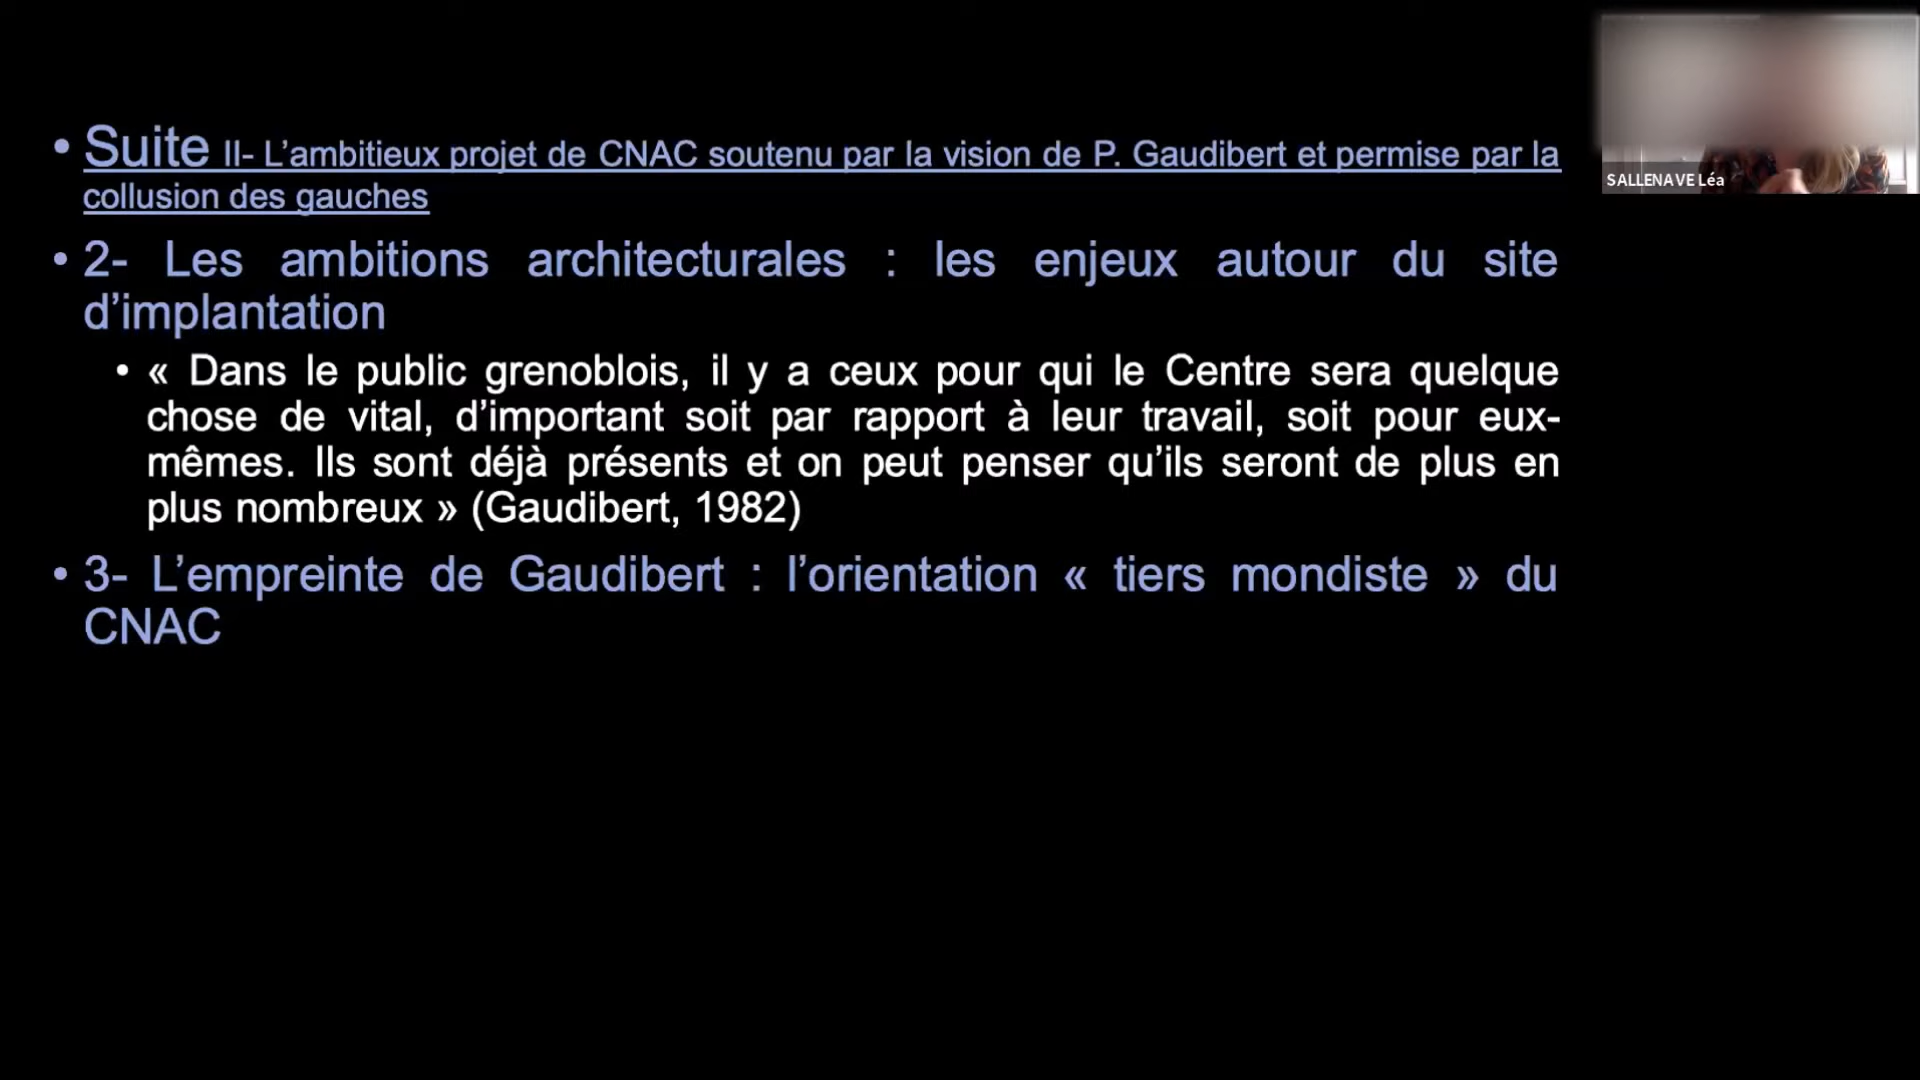 • Suite II- L’ambitieux projet de CNAC soutenu par la vision de P. Gaudibert et permise par la
collusion des gauches
• 2- Les ambitions architecturales : les enjeux autour du site
d’implantation
• « Dans le public grenoblois, il y a ceux pour qui le Centre sera quelque
chose de vital, d’important soit par rapport à leur travail, soit pour eux-
mêmes. Ils sont déjà présents et on peut penser qu’ils seront de plus en
plus nombreux » (Gaudibert, 1982)
• 3- L’empreinte de Gaudibert : l’orientation « tiers mondiste » du
CNAC
SALLENAVE Léa